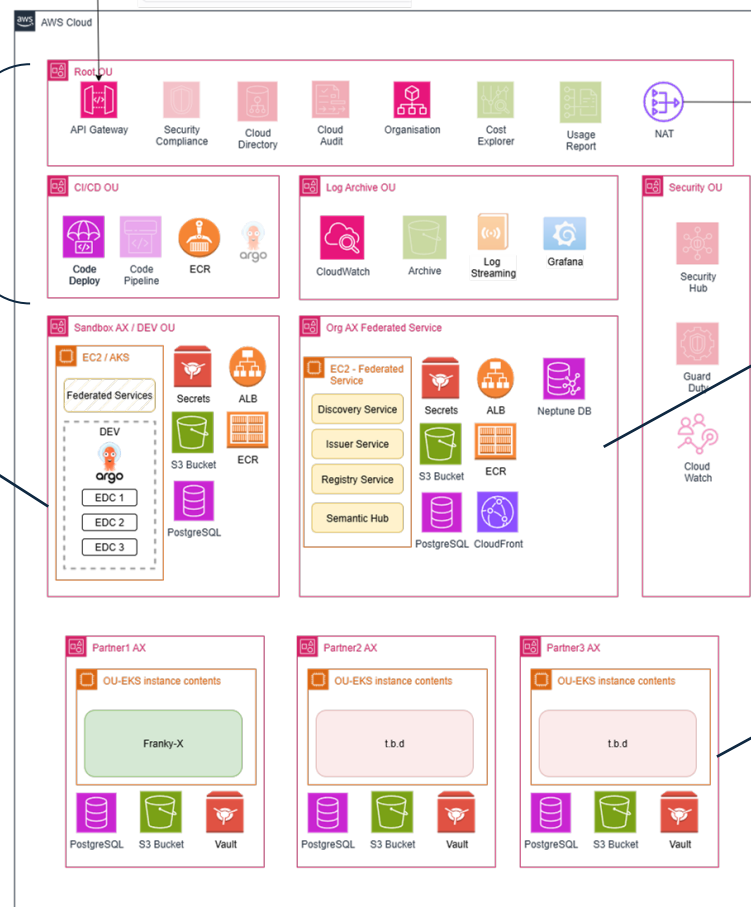 aws
AWS Cloud
Root OU
API Gateway
Security
Compliance
Cloud
Directory
Cloud
Audit
Organisation
Cost
Explorer
Usage
Report
NAT
CI/CD OU
Code
Deploy
Code
Pipeline
ECR
argo
Log Archive OU
CloudWatch
Archive
Log
Streaming
Grafana
Security OU
Security
Hub
Guard
Duty
Cloud
Watch
Sandbox AX / DEV OU
EC2 / AKS
Federated Services
DEV
argo
EDC 1
EDC 2
EDC 3
Secrets
ALB
S3 Bucket
ECR
PostgreSQL
Org AX Federated Service
EC2 - Federated
Service
Discovery Service
Issuer Service
Registry Service
Semantic Hub
Secrets
ALB
Neptune DB
S3 Bucket
ECR
PostgreSQL
CloudFront
Partner1 AX
OU-EKS instance contents
Franky-X
PostgreSQL
S3 Bucket
Vault
Partner2 AX
OU-EKS instance contents
t.b.d
PostgreSQL
S3 Bucket
Vault
Partner3 AX
OU-EKS instance contents
t.b.d
PostgreSQL
S3 Bucket
Vault